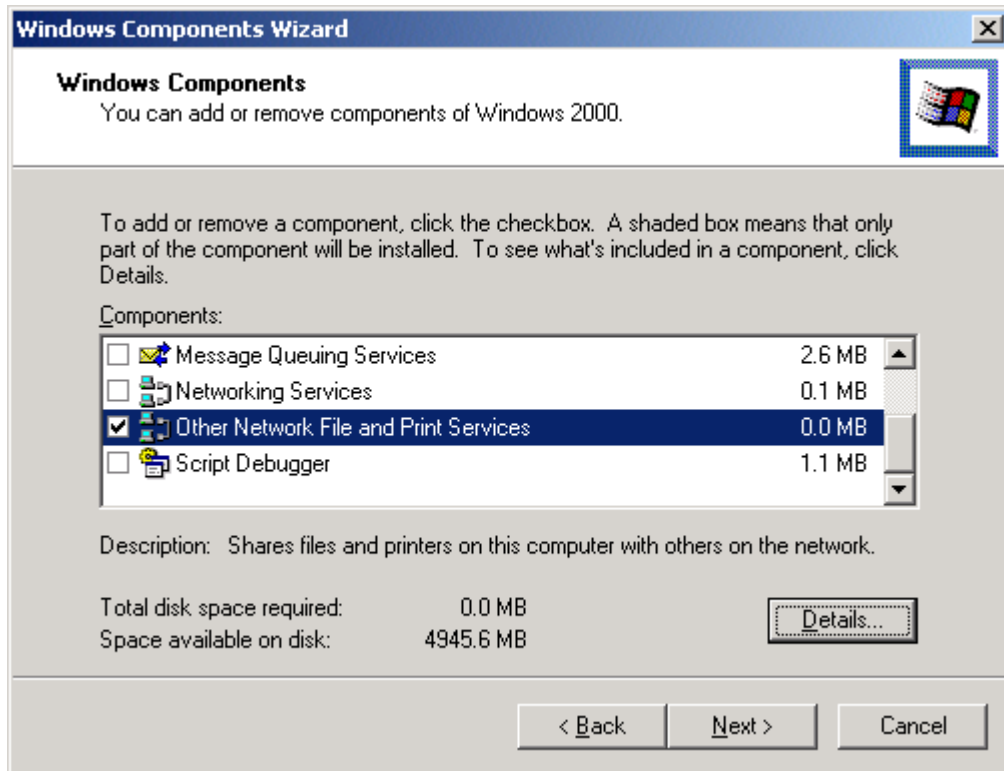 Windows Components Wizard
Windows Components
You can add or remove components of Windows 2000.
To add or remove a component, click the checkbox.  A shaded box means that only
part of the component will be installed.  To see what's included in a component, click
Details.
Components:
Message Queuing Services 2.6 MB
Networking Services 0.1 MB
Other Network File and Print Services 0.0 MB
Script Debugger 1.1 MB
Description:   Shares files and printers on this computer with others on the network.
Total disk space required: 0.0 MB
Space available on disk: 4945.6 MB
Details...
< Back
Next >
Cancel